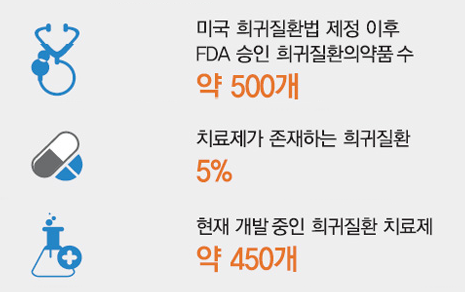 미국 희귀질환법 제정 이후
FDA 승인 희귀질환의약품 수
약 500개
치료제가 존재하는 희귀질환
5%
현재 개발 중인 희귀질환 치료제
약 450개